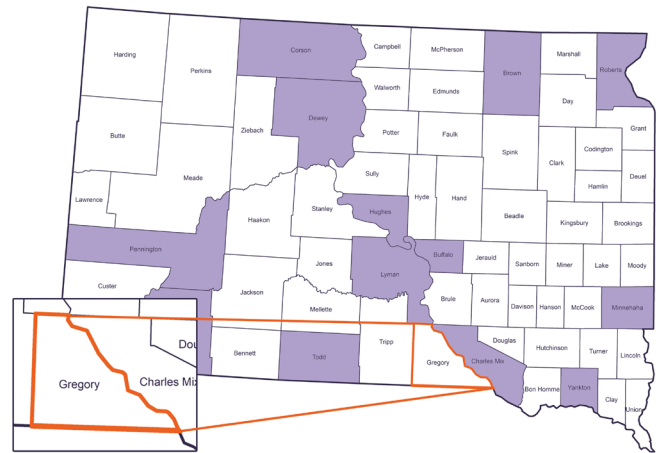 Harding
Perkins
Corson
Campbell
McPherson
Brown
Marshall
Roberts
Walworth
Edmunds
Day
Dewey
Ziebach
Butte
Potter
Faulk
Grant
Spink
Codington
Clark
Meade
Sully
Deuel
Hamlin
Lawrence
Hyde
Hand
Stanley
Hughes
Haakon
Beadle
Kingsbury
Brookings
Pennington
Buffalo
Jerauld
Jones
Sanborn
Miner
Lake
Moody
Lyman
Custer
Jackson
Brule
Aurora
Davison
Hanson
McCook
Minnehaha
Mellette
Tripp
Douglas
Dou
Hutchinson
Turner
Lincoln
Bennett
Todd
Gregory
Charles Mix
Gregory
Charles Mix
Bon Homme
Yankton
Clay
Union